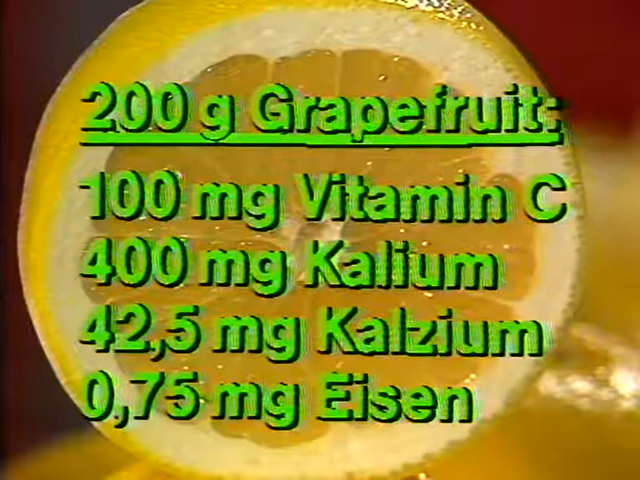 200 g Grapefruit:
100 mg Vitamin C
400 mg Kalium
42,5 mg Kalzium
0,75 mg Eisen